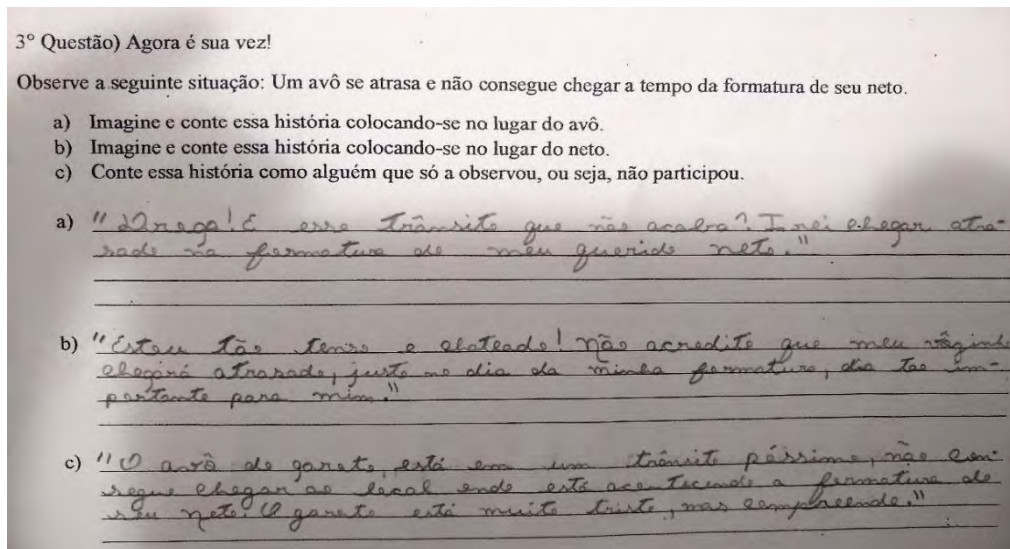 3° Questão) Agora é sua vez!
Observe a seguinte situação: Um avô se atrasa e não consegue chegar a tempo da formatura de seu neto.
a) Imagine e conte essa história colocando-se no lugar do avô.
b) Imagine e conte essa história colocando-se no lugar do neto.
c) Conte essa história como alguém que só a observou, ou seja, não participou.
a) "Droga! E esse trânsito que não acaba? Irei chegar atra-
sado na formatura do meu querido neto."
b) "Estou tão tenso e chateado! Não acredito que meu
chegará atrasado, justo no dia da minha formatura, dia tão im-
portante para mim."
c) "O avô do garoto, está em um trânsito péssimo, não con-
segue chegar ao local onde está acontecendo a formatura do
seu neto. O garoto está muito triste, mas compreende."